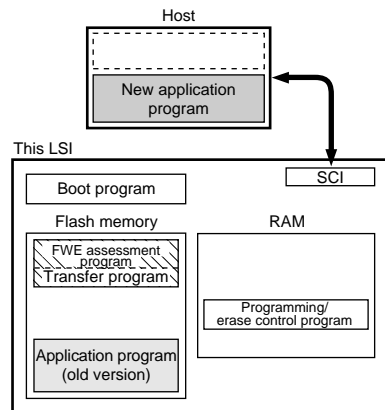 Host
New application
program
This LSI
SCI
Boot program
Flash memory
RAM
FWE assessment
program
Transfer program
Programming/
erase control program
Application program
(old version)